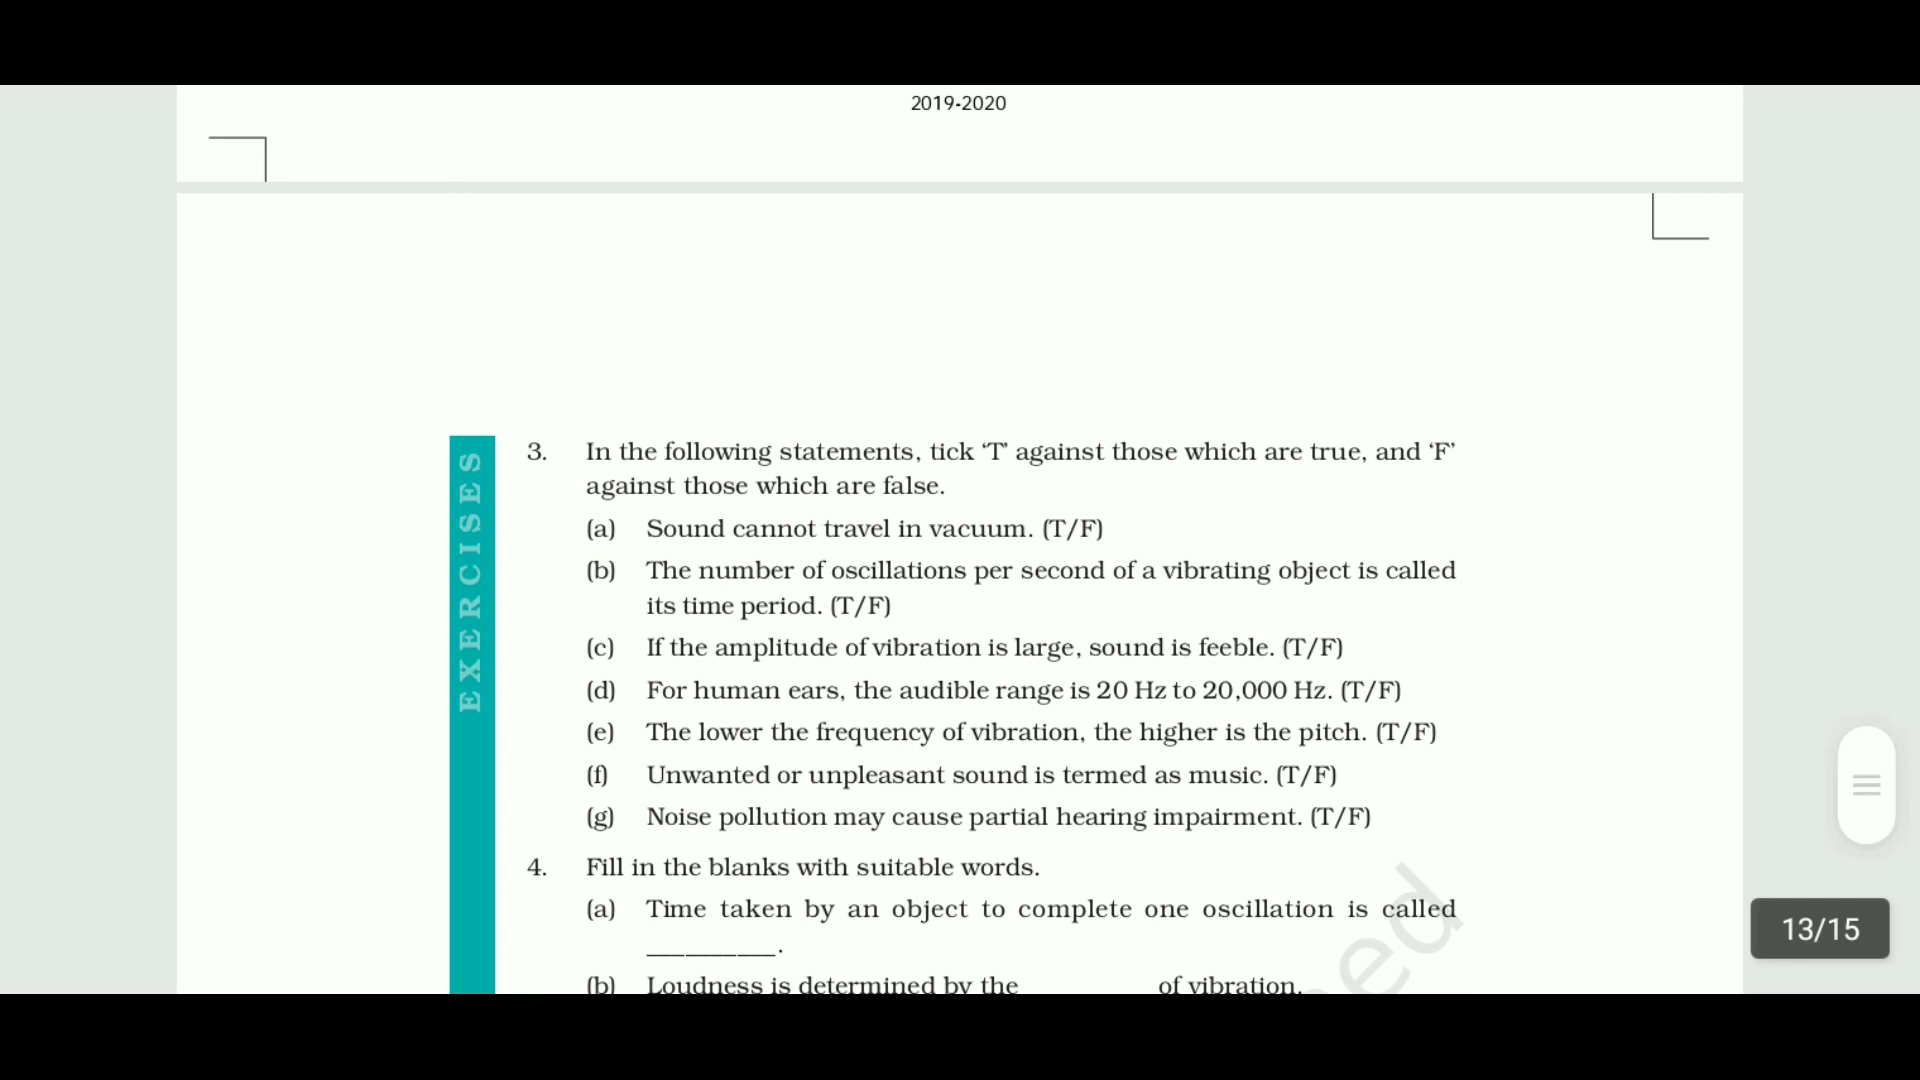 2019-2020
EXERCISES
3. In the following statements, tick ‘T’ against those which are true, and ‘F’
against those which are false.
(a) Sound cannot travel in vacuum. (T/F)
(b) The number of oscillations per second of a vibrating object is called
its time period. (T/F)
(c) If the amplitude of vibration is large, sound is feeble. (T/F)
(d) For human ears, the audible range is 20 Hz to 20,000 Hz. (T/F)
(e) The lower the frequency of vibration, the higher is the pitch. (T/F)
(f) Unwanted or unpleasant sound is termed as music. (T/F)
(g) Noise pollution may cause partial hearing impairment. (T/F)
4. Fill in the blanks with suitable words.
(a) Time taken by an object to complete one oscillation is called
__________.
(b) Loudness is determined by the of vibration.
13/15